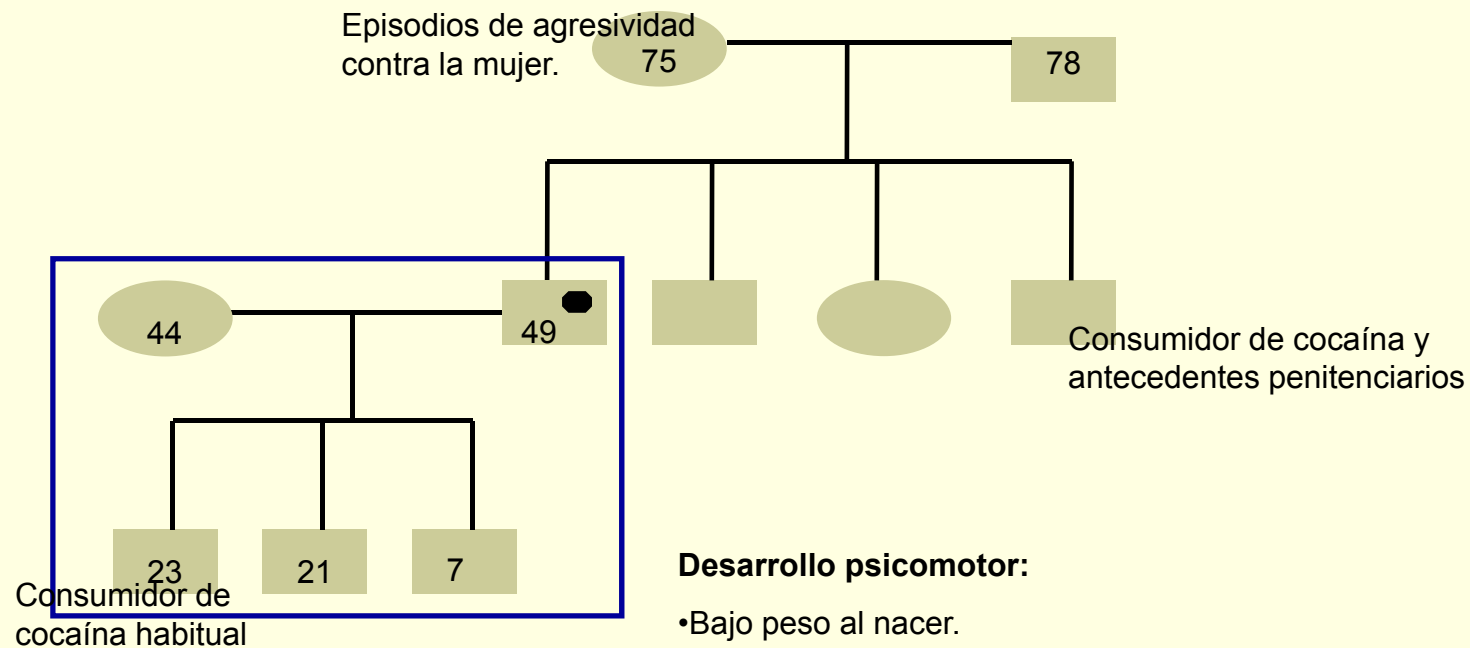 Episodios de agresividad
contra la mujer.
75
78
44
49
Consumidor de cocaína y
antecedentes penitenciarios
23
21
7
Consumidor de
cocaína habitual
Desarrollo psicomotor:
•Bajo peso al nacer.